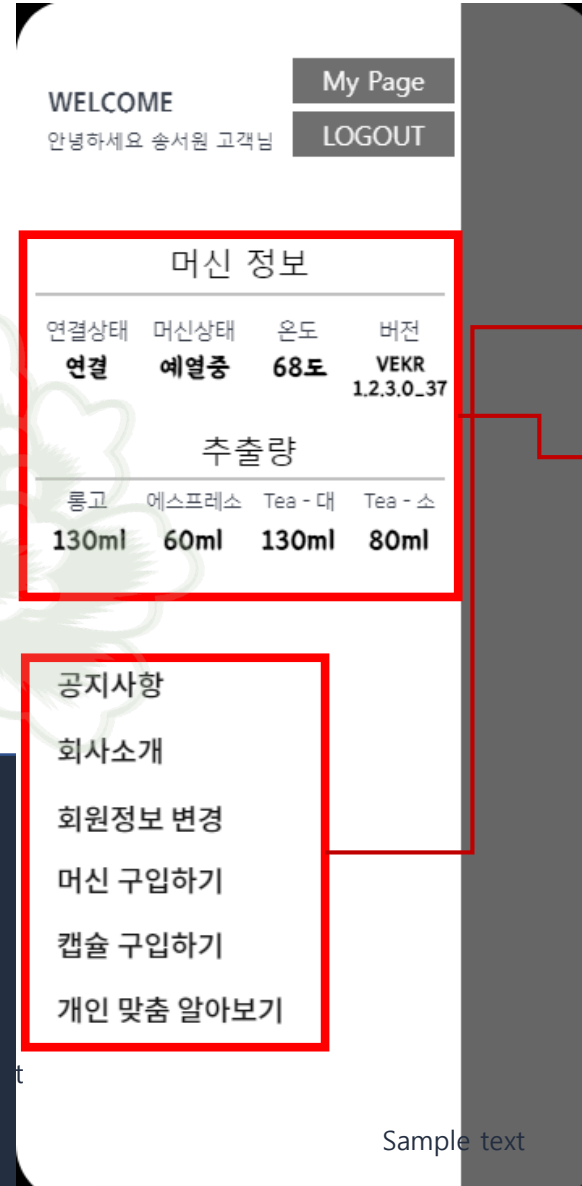 My Page
WELCOME
안녕하세요 송서원 고객님
LOGOUT
머신 정보
연결상태 머신상태 온도 버전
연결 예열중 68도 VEKR
1.2.3.0_37
추출량
롱고 에스프레소 Tea - 대 Tea - 소
130ml 60ml 130ml 80ml
공지사항
회사소개
회원정보 변경
머신 구입하기
캡슐 구입하기
개인 맞춤 알아보기
t
Sample text